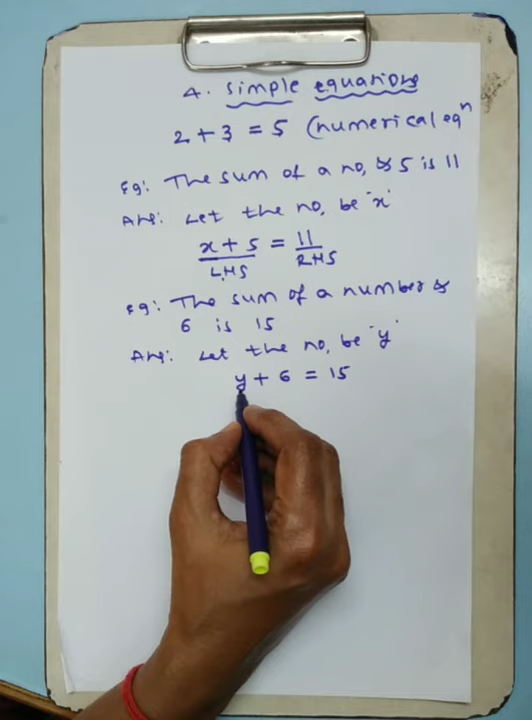 4. Simple equations
2 + 3 = 5 (numerical eqⁿ
Eg: The sum of a no, & 5 is 11
Ans: Let the no, be "x"
x + 5 = 11
LHS RHS
Eg: The sum of a number &
6 is 15
Ans: Let the no, be "y"
y + 6 = 15